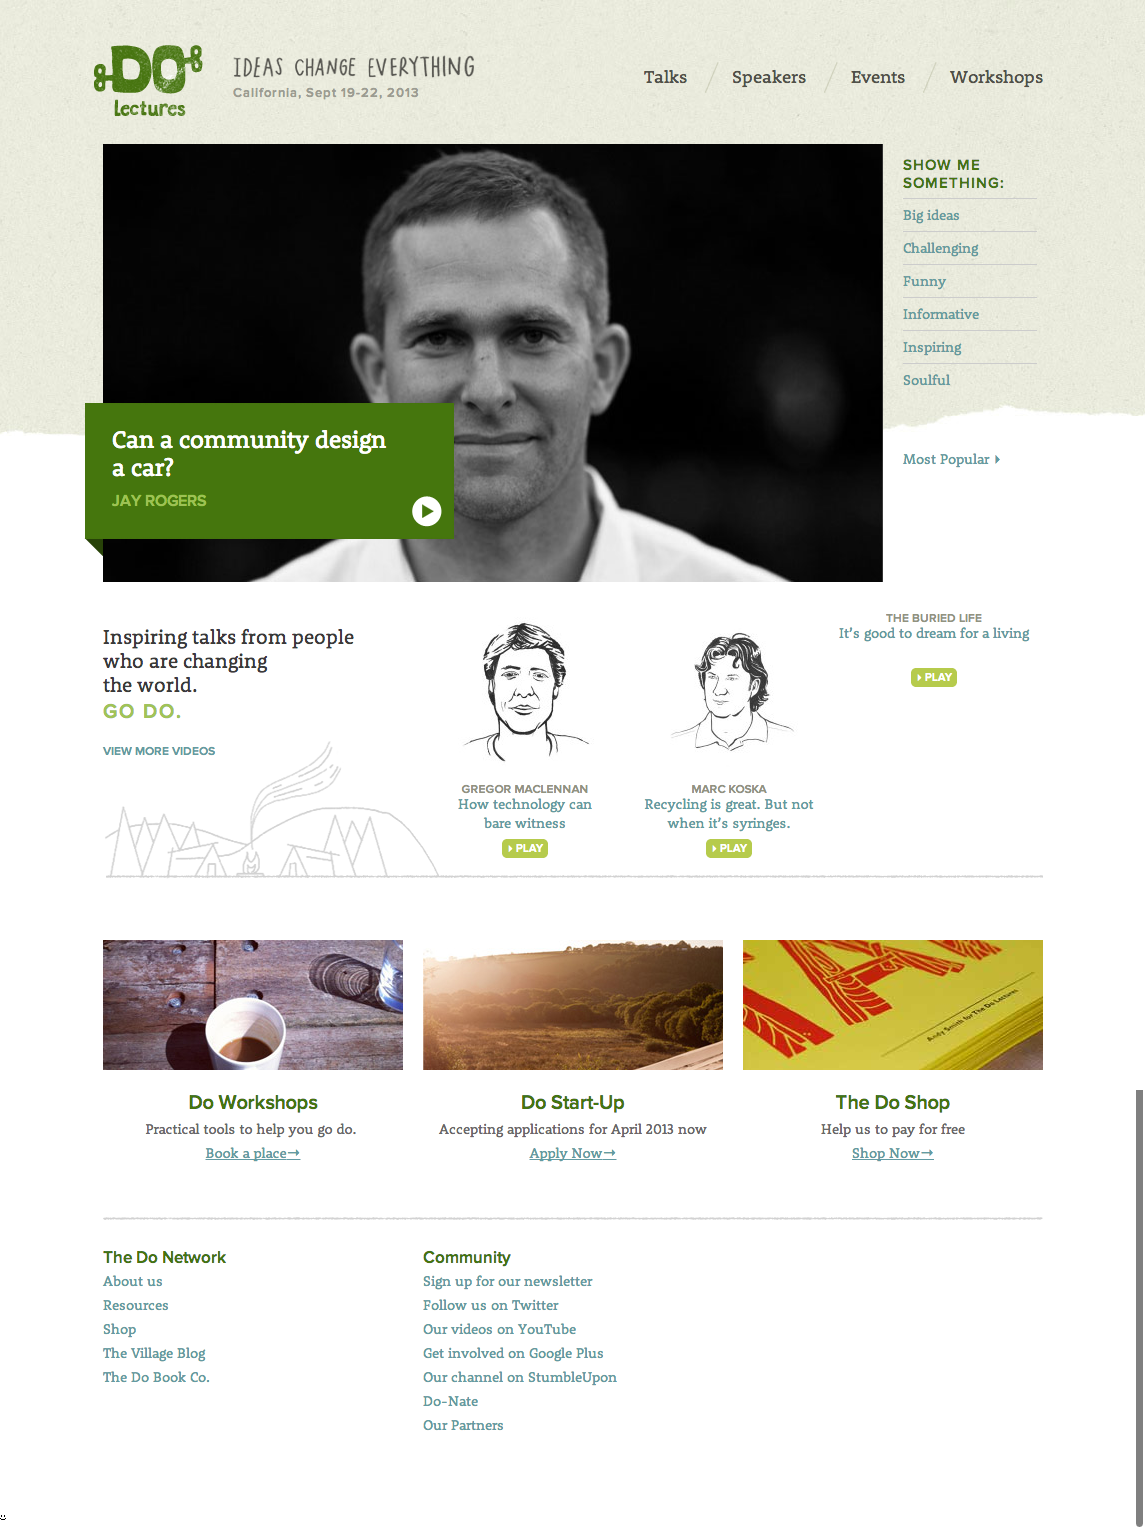 DO
Lectures
IDEAS CHANGE EVERYTHING
California, Sept 19-22, 2013
Talks / Speakers / Events / Workshops
SHOW ME
SOMETHING:
Big ideas
Challenging
Funny
Informative
Inspiring
Soulful
Most Popular
Can a community design
a car?
JAY ROGERS
Inspiring talks from people
who are changing
the world.
GO DO.
VIEW MORE VIDEOS
GREGOR MACLENNAN
How technology can
bare witness
PLAY
MARC KOSKA
Recycling is great. But not
when it's syringes.
PLAY
THE BURIED LIFE
It's good to dream for a living
PLAY
Andy Smith for The Do Lectures
Do Workshops
Practical tools to help you go do.
Book a place→
Do Start-Up
Accepting applications for April 2013 now
Apply Now→
The Do Shop
Help us to pay for free
Shop Now→
The Do Network
About us
Resources
Shop
The Village Blog
The Do Book Co.
Community
Sign up for our newsletter
Follow us on Twitter
Our videos on YouTube
Get involved on Google Plus
Our channel on StumbleUpon
Do-Nate
Our Partners